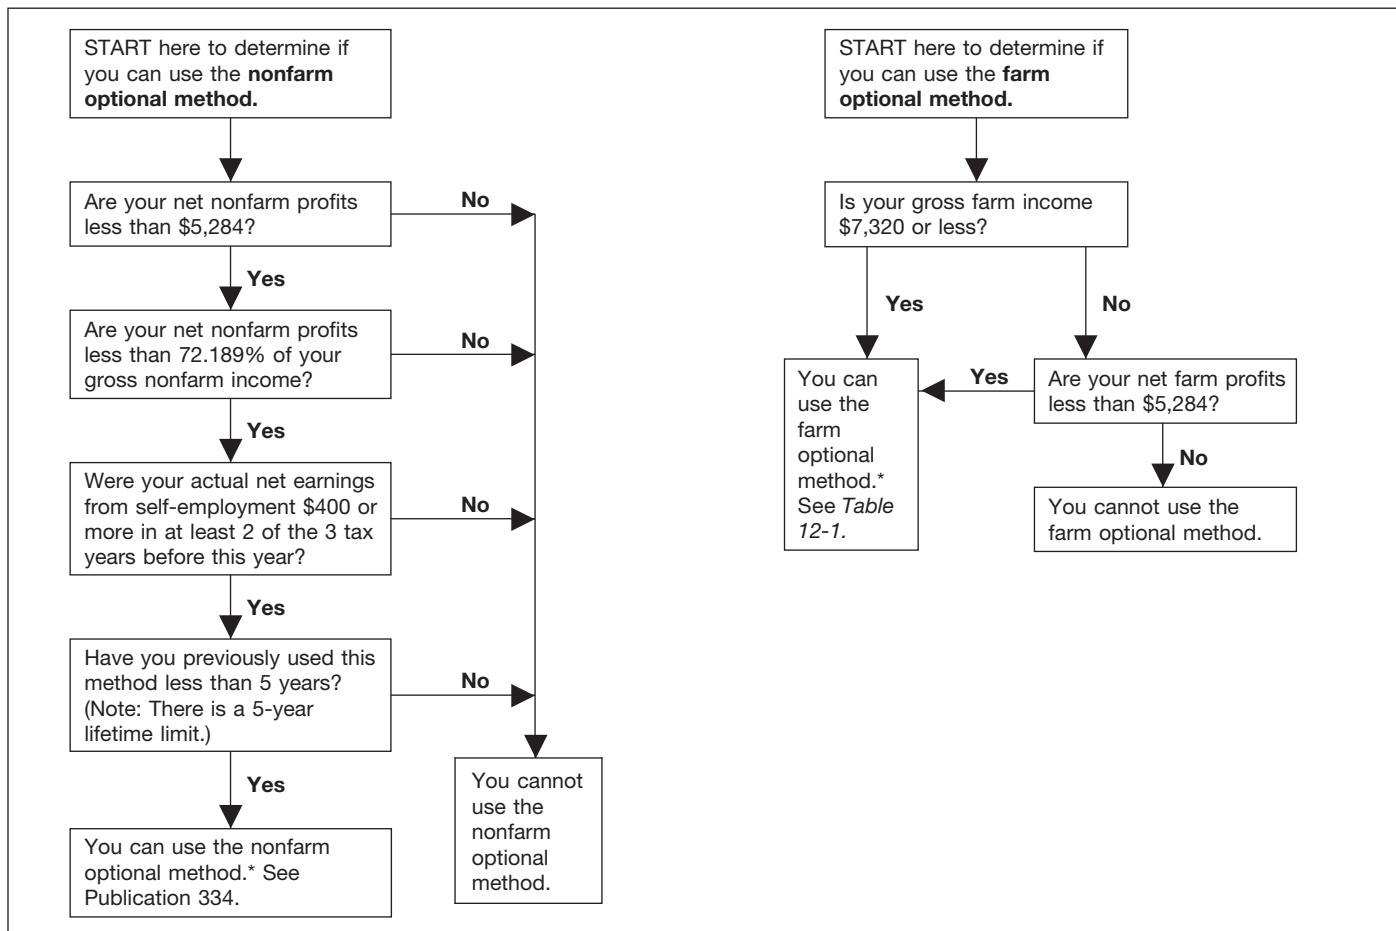 START here to determine if
you can use the nonfarm
optional method.
Are your net nonfarm profits
less than $5,284?
No
Yes
Are your net nonfarm profits
less than 72.189% of your
gross nonfarm income?
No
Yes
Were your actual net earnings
from self-employment $400 or
more in at least 2 of the 3 tax
years before this year?
No
Yes
Have you previously used this
method less than 5 years?
(Note: There is a 5-year
lifetime limit.)
No
Yes
You can use the nonfarm
optional method.* See
Publication 334.
You cannot
use the
nonfarm
optional
method.
START here to determine if
you can use the farm
optional method.
Is your gross farm income
$7,320 or less?
Yes
No
You can
use the
farm
optional
method.*
See Table
12-1.
Yes
Are your net farm profits
less than $5,284?
No
You cannot use the
farm optional method.